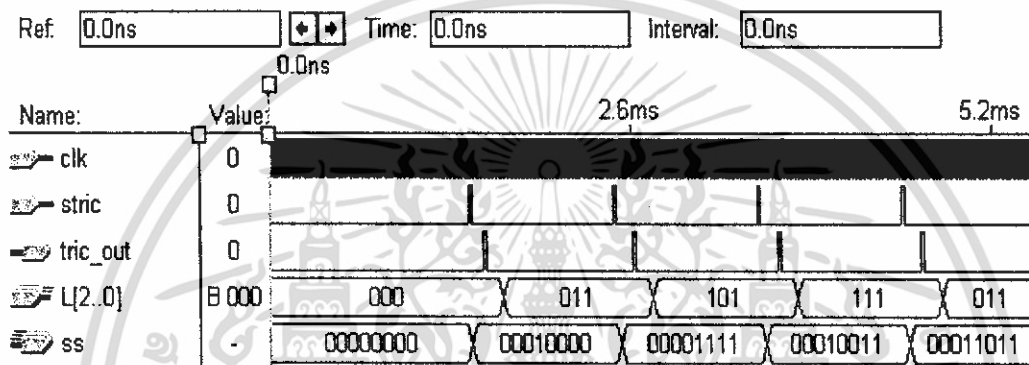 Ref: 0.0ns Time: 0.0ns Interval: 0.0ns
0.0ns
Name: Value: 2.6ms 5.2ms
clk 0
stric 0
tric_out 0
L[2..0] B 000 000 011 101 111 011
ss - 00000000 00010000 00001111 00010011 00011011